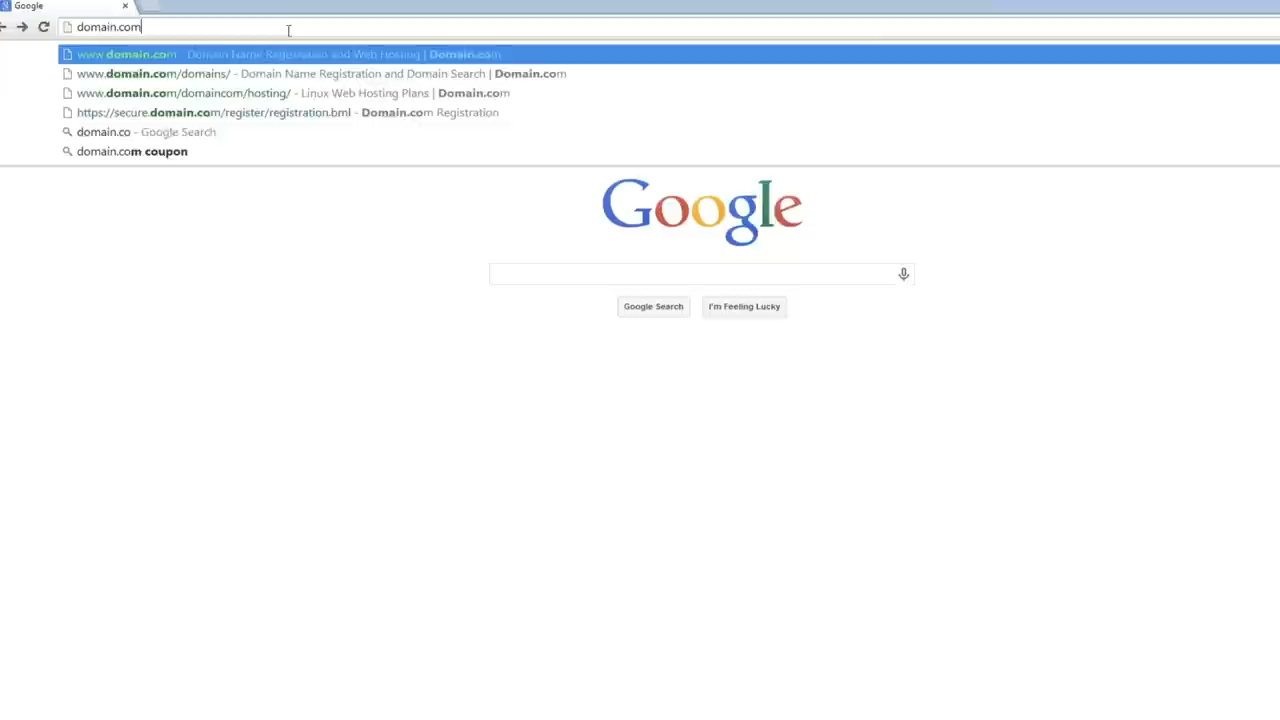 Google
domain.com
www.domain.com - Domain Name Registration and Web Hosting | Domain.com
www.domain.com/domains/ - Domain Name Registration and Domain Search | Domain.com
www.domain.com/domaincom/hosting/ - Linux Web Hosting Plans | Domain.com
https://secure.domain.com/register/registration.bml - Domain.com Registration
domain.co - Google Search
domain.com coupon
Google
Google Search
I'm Feeling Lucky